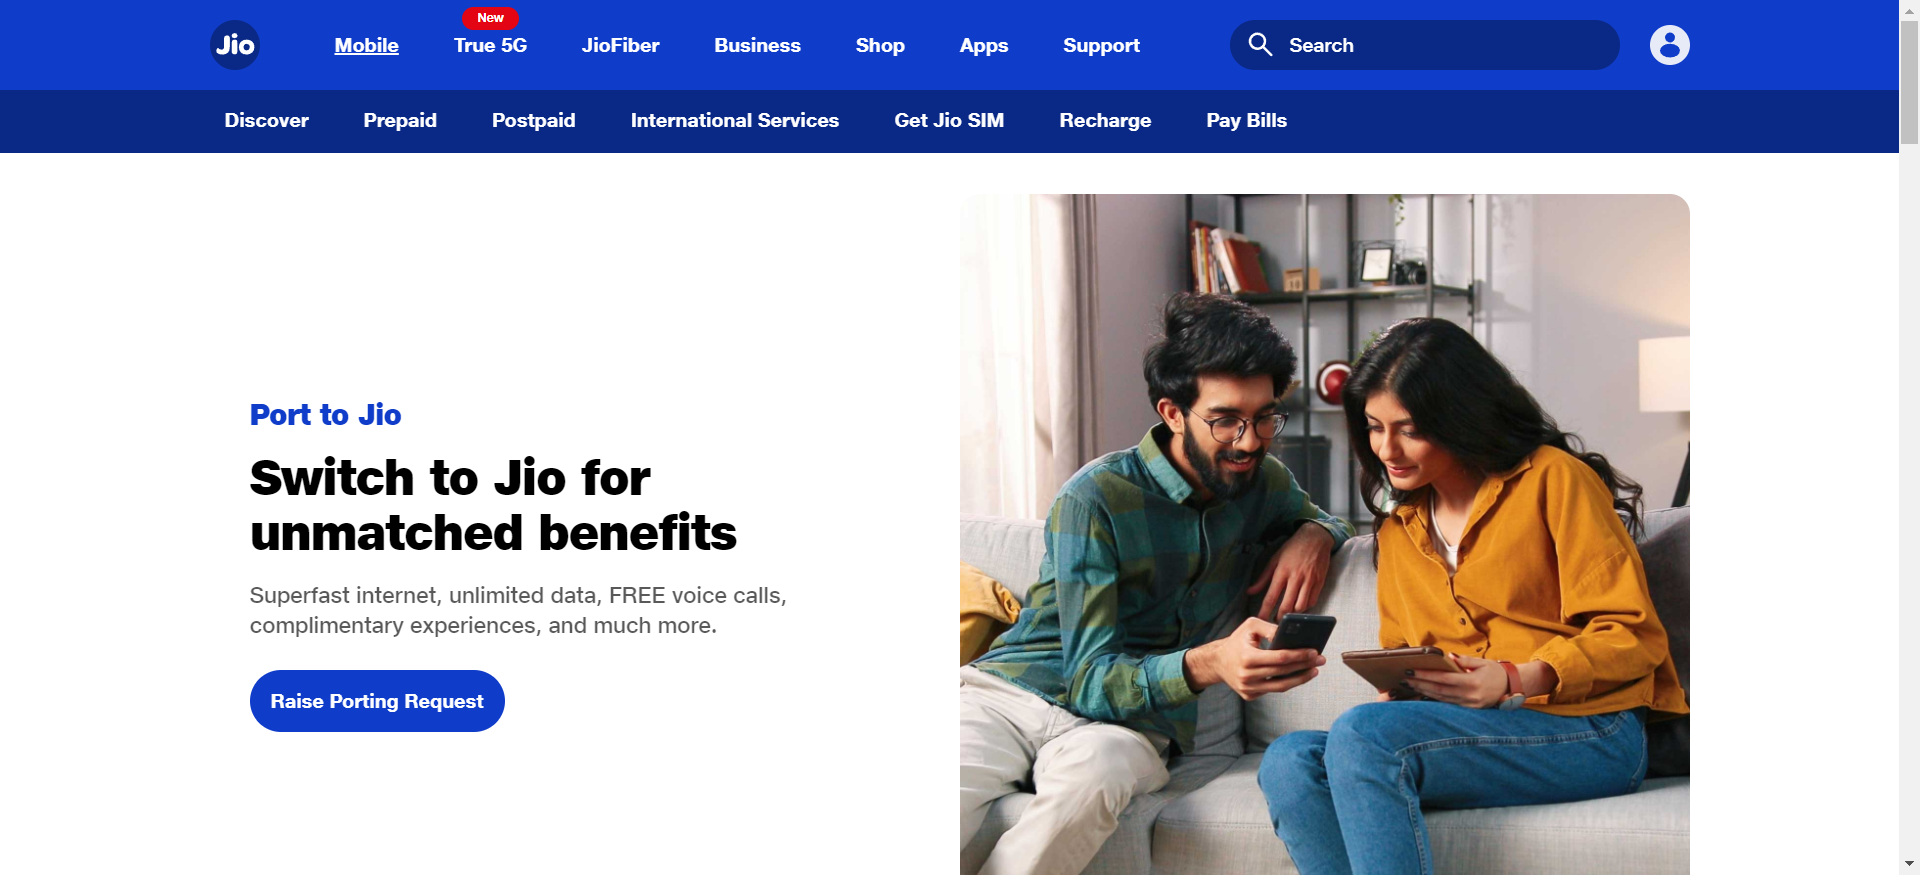 New
Jio Mobile True 5G JioFiber Business Shop Apps Support Search
Discover Prepaid Postpaid International Services Get Jio SIM Recharge Pay Bills
Port to Jio
Switch to Jio for
unmatched benefits
Superfast internet, unlimited data, FREE voice calls,
complimentary experiences, and much more.
Raise Porting Request